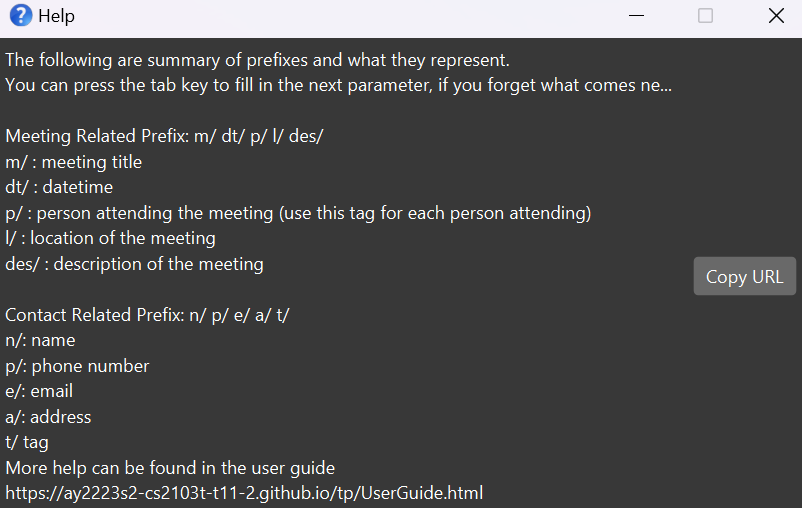 Help
The following are summary of prefixes and what they represent.
You can press the tab key to fill in the next parameter, if you forget what comes ne...
Meeting Related Prefix: m/ dt/ p/ l/ des/
m/ : meeting title
dt/ : datetime
p/ : person attending the meeting (use this tag for each person attending)
l/ : location of the meeting
des/ : description of the meeting
Copy URL
Contact Related Prefix: n/ p/ e/ a/ t/
n/: name
p/: phone number
e/: email
a/: address
t/ tag
More help can be found in the user guide
https://ay2223s2-cs2103t-t11-2.github.io/tp/UserGuide.html